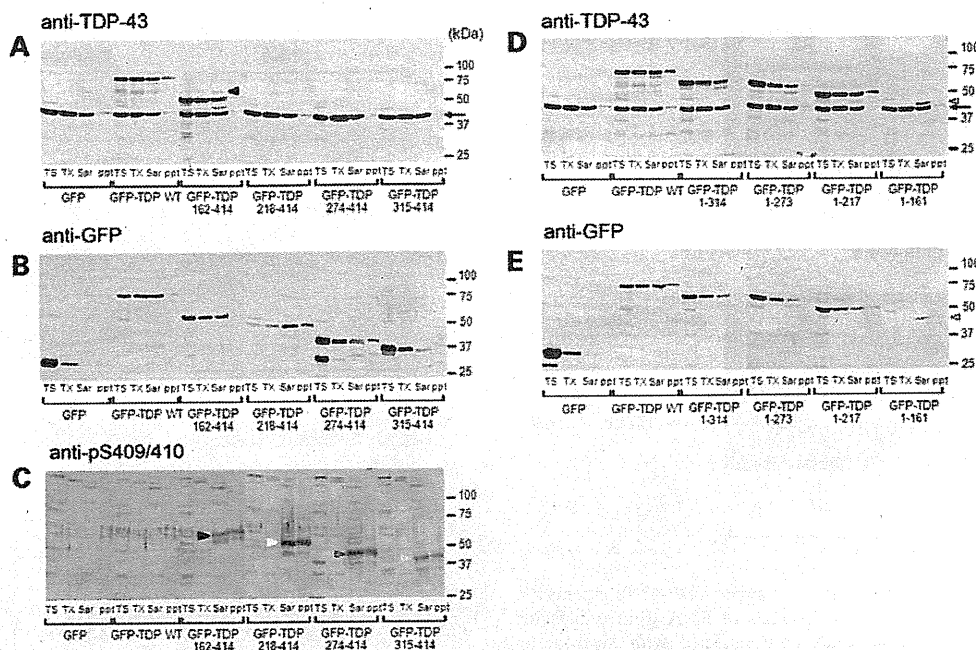 anti-TDP-43
A
(kDa)
100
75
50
37
25
TS TX Sar ppt TS TX Sar ppt TS TX Sar ppt TS TX Sar ppt TS TX Sar ppt TS TX Sar ppt
GFP GFP-TDP WT GFP-TDP 162-414 GFP-TDP 218-414 GFP-TDP 274-414 GFP-TDP 315-414
anti-GFP
B
100
75
50
37
25
TS TX Sar ppt TS TX Sar ppt TS TX Sar ppt TS TX Sar ppt TS TX Sar ppt TS TX Sar ppt
GFP GFP-TDP WT GFP-TDP 162-414 GFP-TDP 218-414 GFP-TDP 274-414 GFP-TDP 315-414
anti-pS409/410
C
100
75
50
37
25
TS TX Sar ppt TS TX Sar ppt TS TX Sar ppt TS TX Sar ppt TS TX Sar ppt TS TX Sar ppt
GFP GFP-TDP WT GFP-TDP 162-414 GFP-TDP 218-414 GFP-TDP 274-414 GFP-TDP 315-414
anti-TDP-43
D
100
75
50
37
25
TS TX Sar ppt TS TX Sar ppt TS TX Sar ppt TS TX Sar ppt TS TX Sar ppt TS TX Sar ppt
GFP GFP-TDP WT GFP-TDP 1-314 GFP-TDP 1-273 GFP-TDP 1-217 GFP-TDP 1-161
anti-GFP
E
100
75
50
37
25
TS TX Sar ppt TS TX Sar ppt TS TX Sar ppt TS TX Sar ppt TS TX Sar ppt TS TX Sar ppt
GFP GFP-TDP WT GFP-TDP 1-314 GFP-TDP 1-273 GFP-TDP 1-217 GFP-TDP 1-161